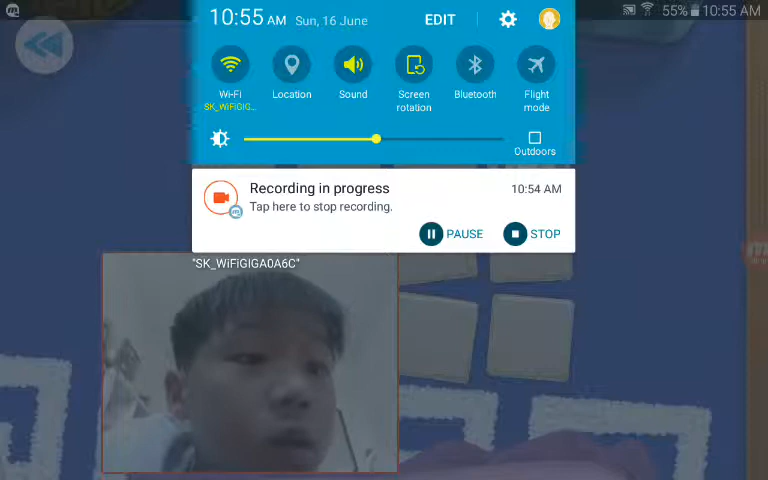 10:55 AM Sun, 16 June EDIT
55% 10:55 AM
Wi-Fi Location Sound Screen rotation Bluetooth Flight mode
SK_WiFiGIG...
Outdoors
Recording in progress 10:54 AM
Tap here to stop recording.
PAUSE STOP
"SK_WiFiGIGA0A6C"